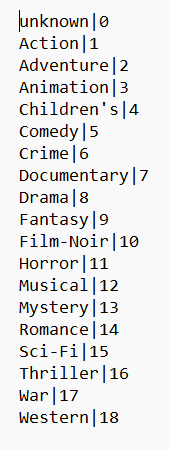 unknown|0
Action|1
Adventure|2
Animation|3
Children's|4
Comedy|5
Crime|6
Documentary|7
Drama|8
Fantasy|9
Film-Noir|10
Horror|11
Musical|12
Mystery|13
Romance|14
Sci-Fi|15
Thriller|16
War|17
Western|18